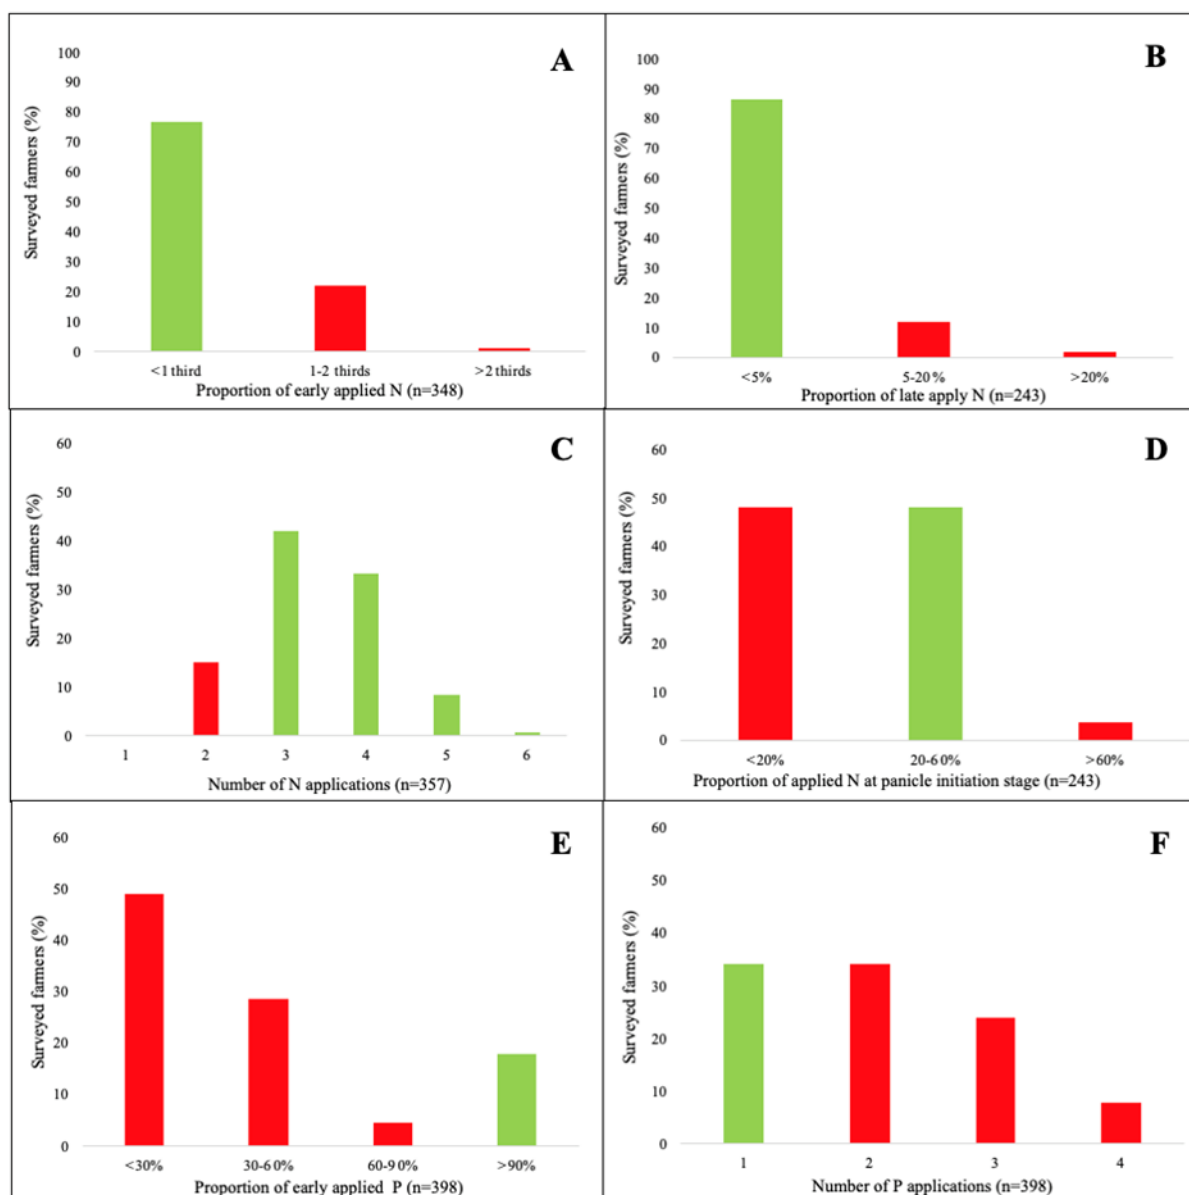 A
Surveyed farmers (%)
100
90
80
70
60
50
40
30
20
10
0
<1 third 1-2 thirds >2 thirds
Proportion of early applied N (n=348)
B
Surveyed farmers (%)
100
90
80
70
60
50
40
30
20
10
0
<5% 5-20% >20%
Proportion of late apply N (n=243)
C
Surveyed farmers (%)
60
50
40
30
20
10
0
1 2 3 4 5 6
Number of N applications (n=357)
D
Surveyed farmers (%)
60
50
40
30
20
10
0
<20% 20-60% >60%
Proportion of applied N at panicle initiation stage (n=243)
E
Surveyed farmers (%)
60
50
40
30
20
10
0
<30% 30-60% 60-90% >90%
Proportion of early applied P (n=398)
F
Surveyed farmers (%)
60
50
40
30
20
10
0
1 2 3 4
Number of P applications (n=398)